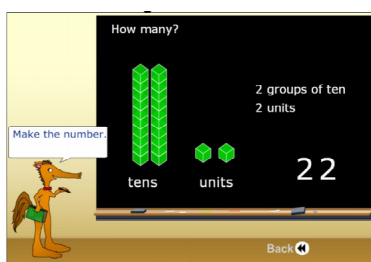 How many?
2 groups of ten
2 units
Make the number.
tens units
22
Back